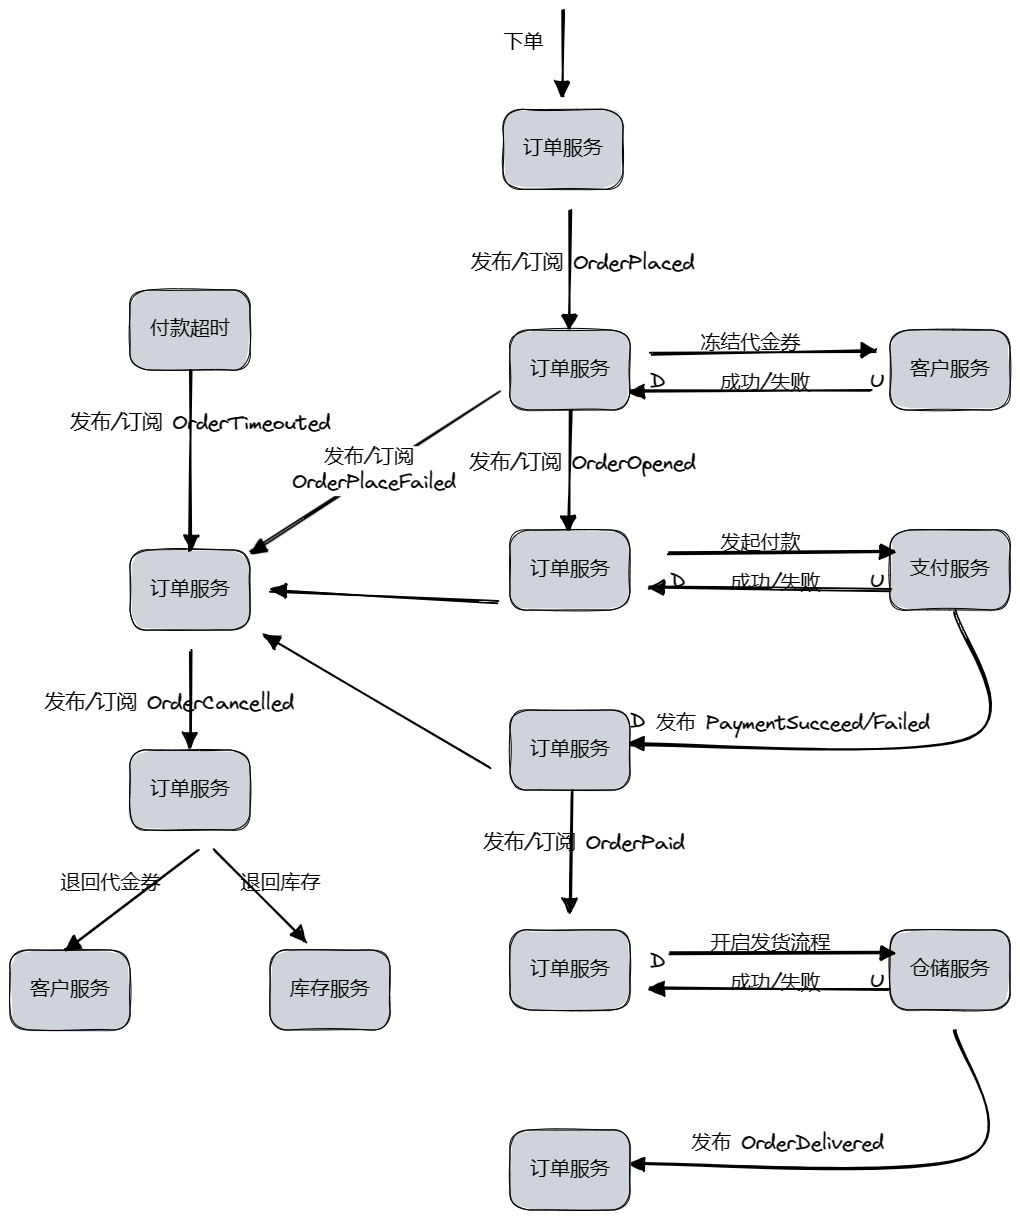 下单
订单服务
发布/订阅 OrderPlaced
付款超时
订单服务
冻结代金券
D 成功/失败 U
客户服务
发布/订阅 OrderTimeouted
发布/订阅
OrderPlaceFailed
发布/订阅 OrderOpened
订单服务
订单服务
发起付款
D 成功/失败 U
支付服务
发布/订阅 OrderCancelled
D 发布 PaymentSucceed/Failed
订单服务
订单服务
发布/订阅 OrderPaid
退回代金券
退回库存
客户服务
库存服务
订单服务
开启发货流程
D 成功/失败 U
仓储服务
发布 OrderDelivered
订单服务